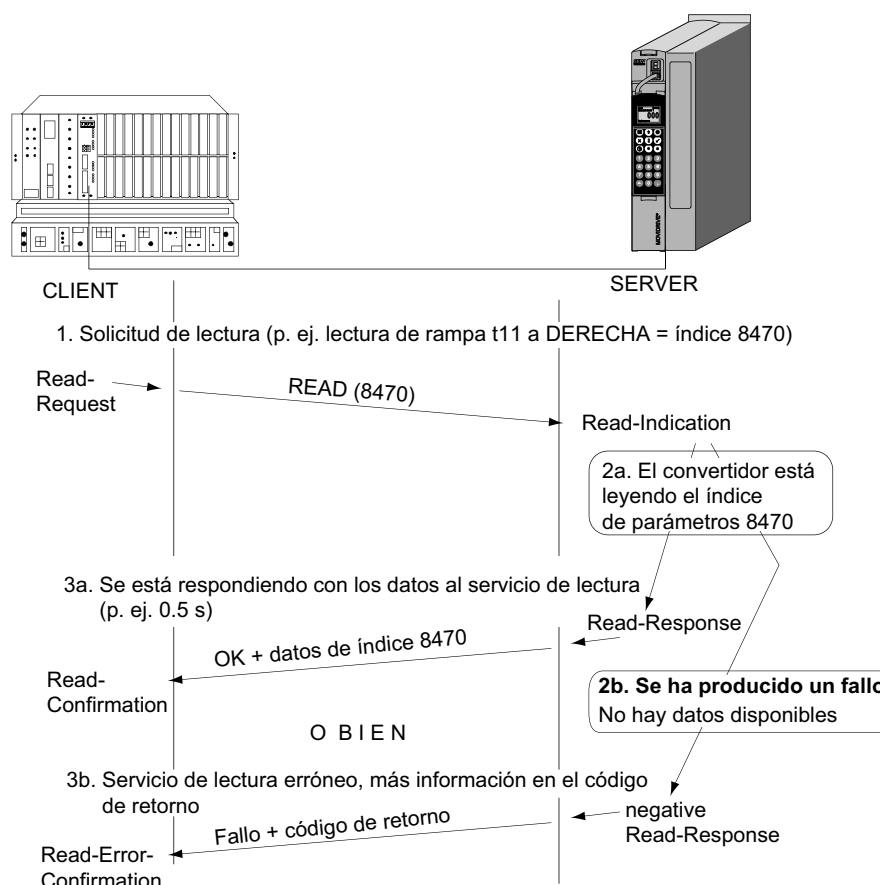 000
MOVIDRIVE®
CLIENT
SERVER
1. Solicitud de lectura (p. ej. lectura de rampa t11 a DERECHA = índice 8470)
Read-
Request
READ (8470)
Read-Indication
2a. El convertidor está
leyendo el índice
de parámetros 8470
3a. Se está respondiendo con los datos al servicio de lectura
(p. ej. 0.5 s)
Read-Response
OK + datos de índice 8470
Read-
Confirmation
2b. Se ha producido un fallo
No hay datos disponibles
O B I E N
3b. Servicio de lectura erróneo, más información en el código
de retorno
negative
Read-Response
Fallo + código de retorno
Read-Error-
Confirmation